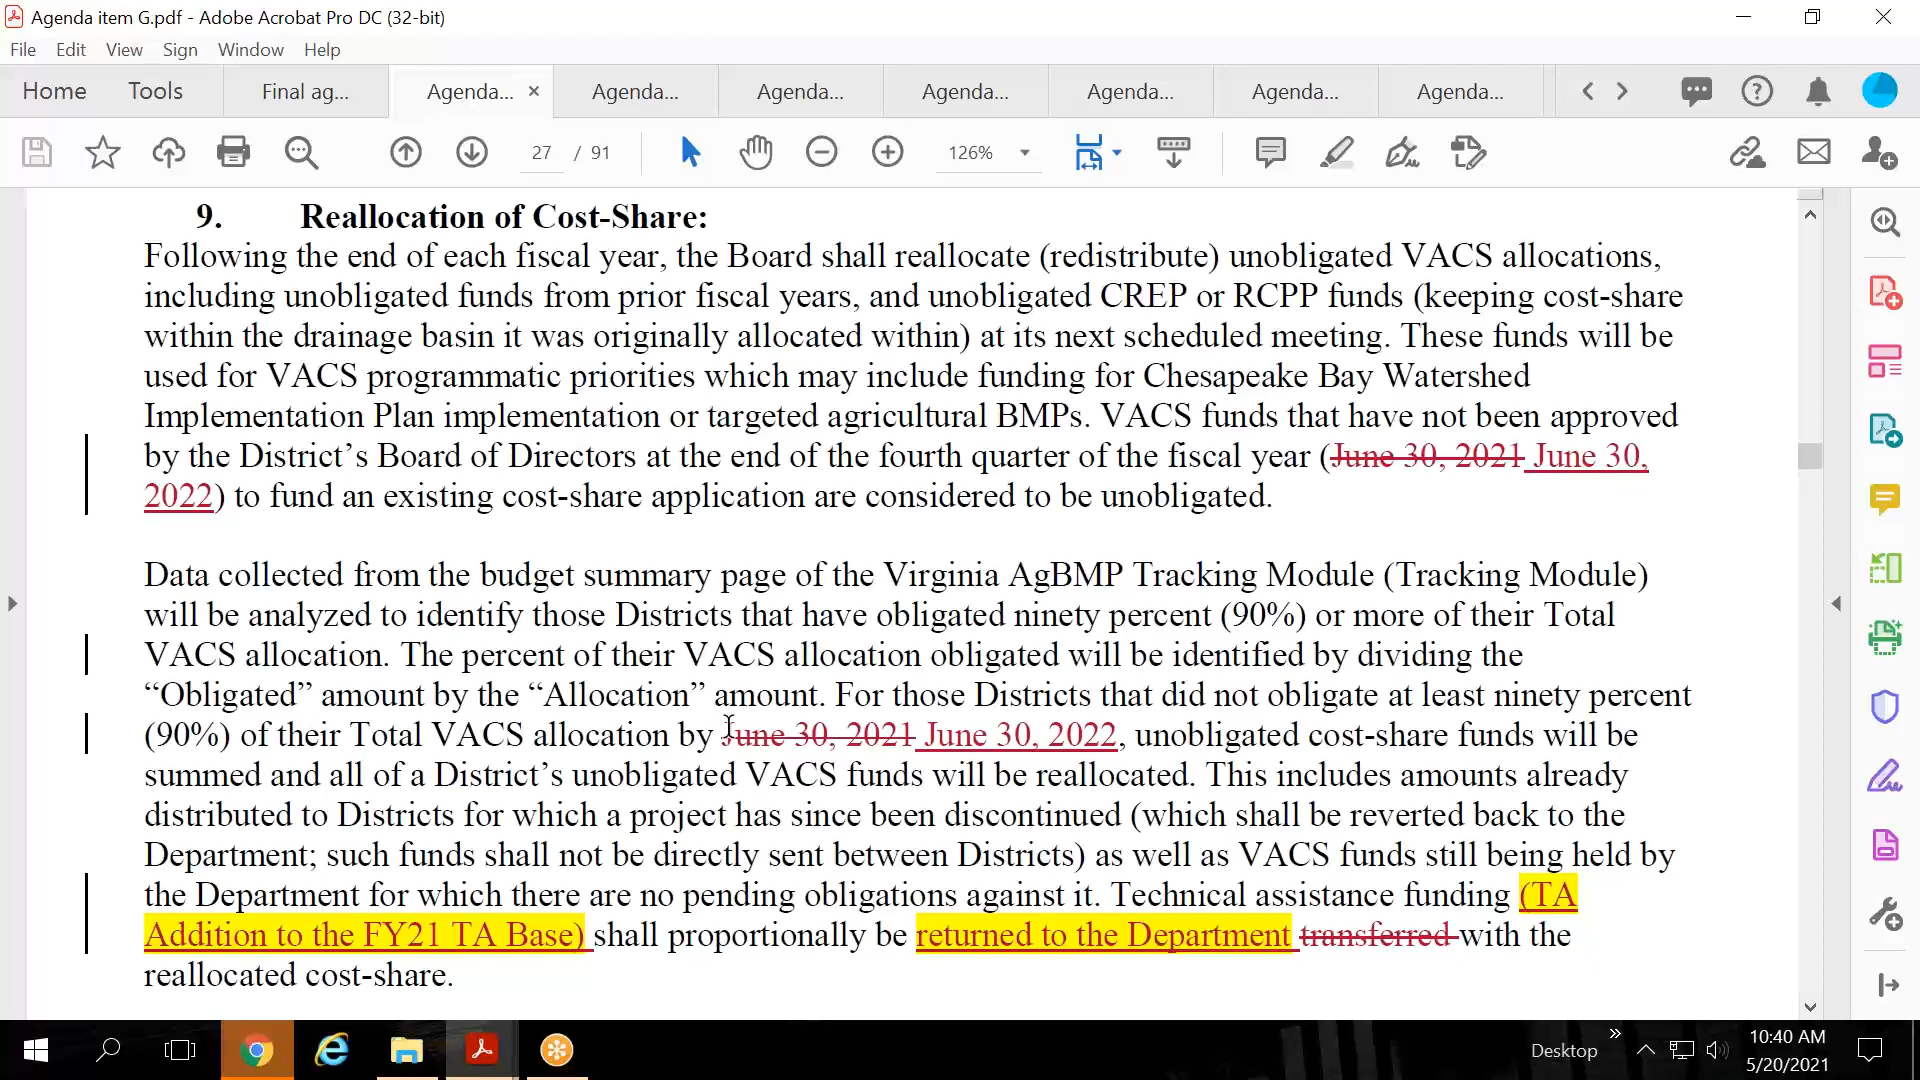 Agenda item G.pdf - Adobe Acrobat Pro DC (32-bit)
File Edit View Sign Window Help
Home Tools Final ag... Agenda... × Agenda... Agenda... Agenda... Agenda... Agenda... Agenda...
27 / 91 126%
9. Reallocation of Cost-Share:
Following the end of each fiscal year, the Board shall reallocate (redistribute) unobligated VACS allocations,
including unobligated funds from prior fiscal years, and unobligated CREP or RCPP funds (keeping cost-share
within the drainage basin it was originally allocated within) at its next scheduled meeting. These funds will be
used for VACS programmatic priorities which may include funding for Chesapeake Bay Watershed
Implementation Plan implementation or targeted agricultural BMPs. VACS funds that have not been approved
by the District’s Board of Directors at the end of the fourth quarter of the fiscal year (June 30, 2021 June 30,
2022) to fund an existing cost-share application are considered to be unobligated.
Data collected from the budget summary page of the Virginia AgBMP Tracking Module (Tracking Module)
will be analyzed to identify those Districts that have obligated ninety percent (90%) or more of their Total
VACS allocation. The percent of their VACS allocation obligated will be identified by dividing the
“Obligated” amount by the “Allocation” amount. For those Districts that did not obligate at least ninety percent
(90%) of their Total VACS allocation by June 30, 2021 June 30, 2022, unobligated cost-share funds will be
summed and all of a District’s unobligated VACS funds will be reallocated. This includes amounts already
distributed to Districts for which a project has since been discontinued (which shall be reverted back to the
Department; such funds shall not be directly sent between Districts) as well as VACS funds still being held by
the Department for which there are no pending obligations against it. Technical assistance funding (TA
Addition to the FY21 TA Base) shall proportionally be returned to the Department transferred with the
reallocated cost-share.
Desktop
10:40 AM
5/20/2021